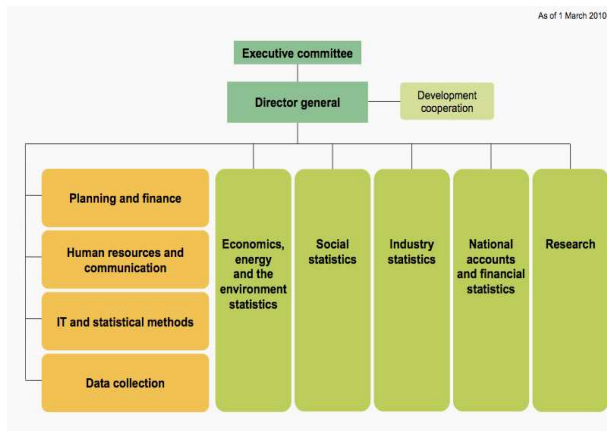 As of 1 March 2010
Executive committee
Director general
Development
cooperation
Planning and finance
Human resources and
communication
IT and statistical methods
Data collection
Economics,
energy
and the
environment
statistics
Social
statistics
Industry
statistics
National
accounts
and financial
statistics
Research